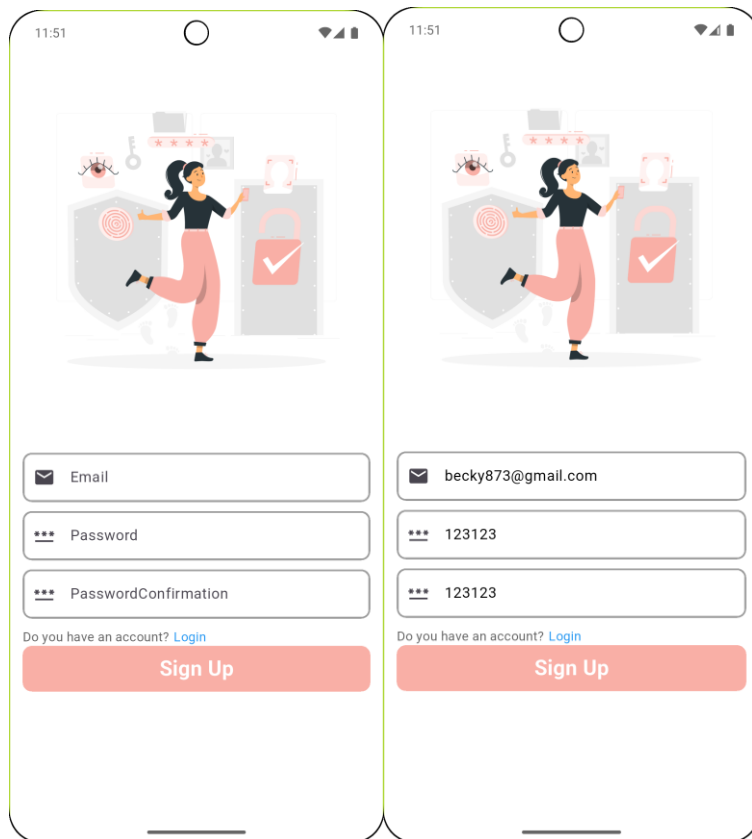 11:51
* * * *
Email
Password
PasswordConfirmation
Do you have an account? Login
Sign Up
11:51
* * * *
becky873@gmail.com
123123
123123
Do you have an account? Login
Sign Up